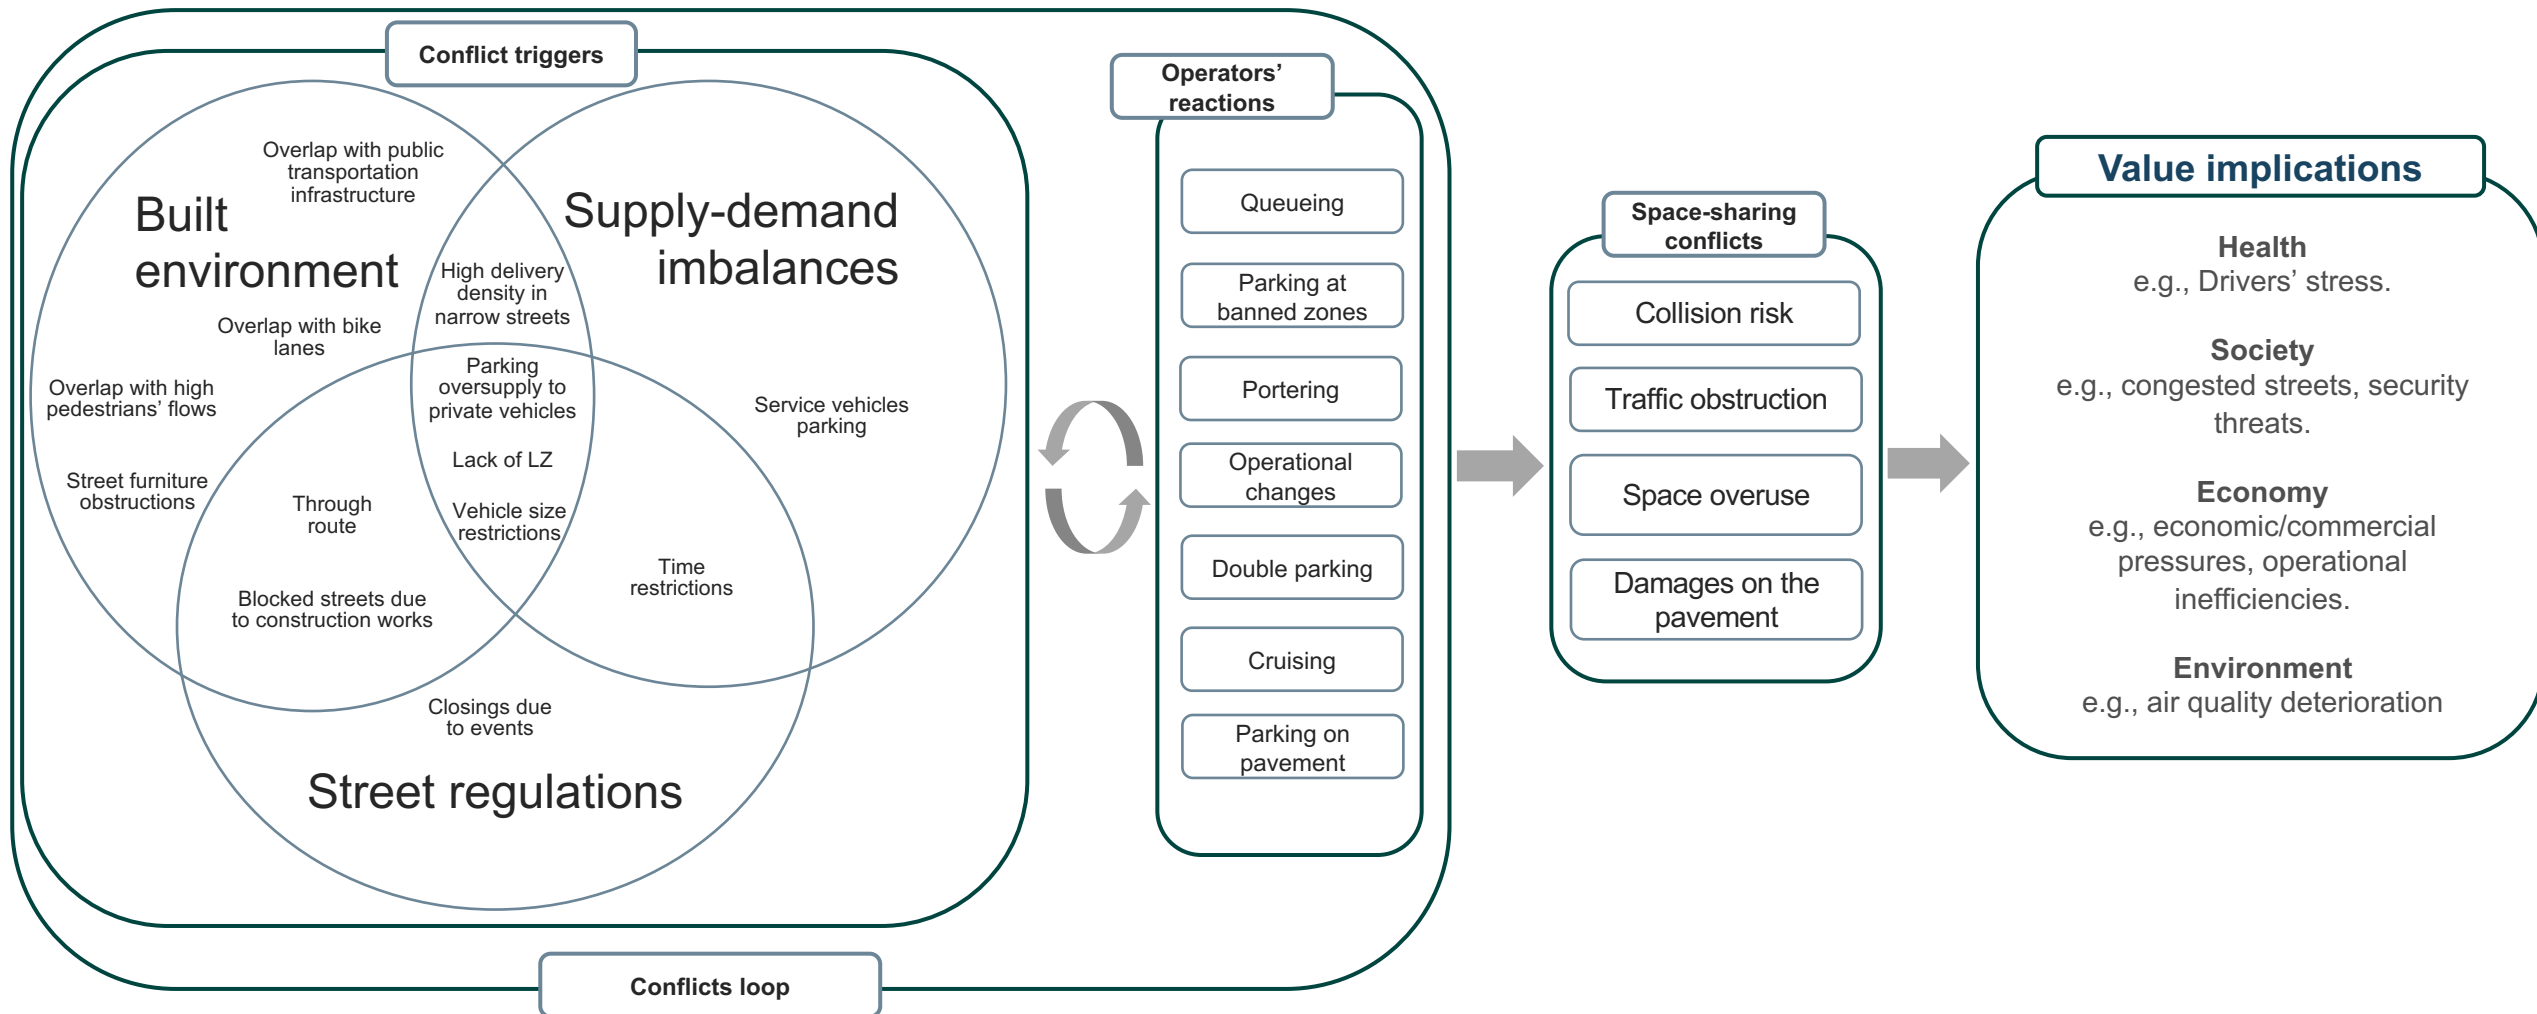 Conflict triggers
Built
environment
Supply-demand
imbalances
Street regulations
Overlap with public
transportation
infrastructure
Overlap with bike
lanes
Overlap with high
pedestrians’ flows
Street furniture
obstructions
High delivery
density in
narrow streets
Parking
oversupply to
private vehicles
Lack of LZ
Vehicle size
restrictions
Through
route
Blocked streets due
to construction works
Service vehicles
parking
Time
restrictions
Closings due
to events
Conflicts loop
Operators’
reactions
Queueing
Parking at
banned zones
Portering
Operational
changes
Double parking
Cruising
Parking on
pavement
Space-sharing
conflicts
Collision risk
Traffic obstruction
Space overuse
Damages on the
pavement
Value implications
Health
e.g., Drivers’ stress.
Society
e.g., congested streets, security
threats.
Economy
e.g., economic/commercial
pressures, operational
inefficiencies.
Environment
e.g., air quality deterioration